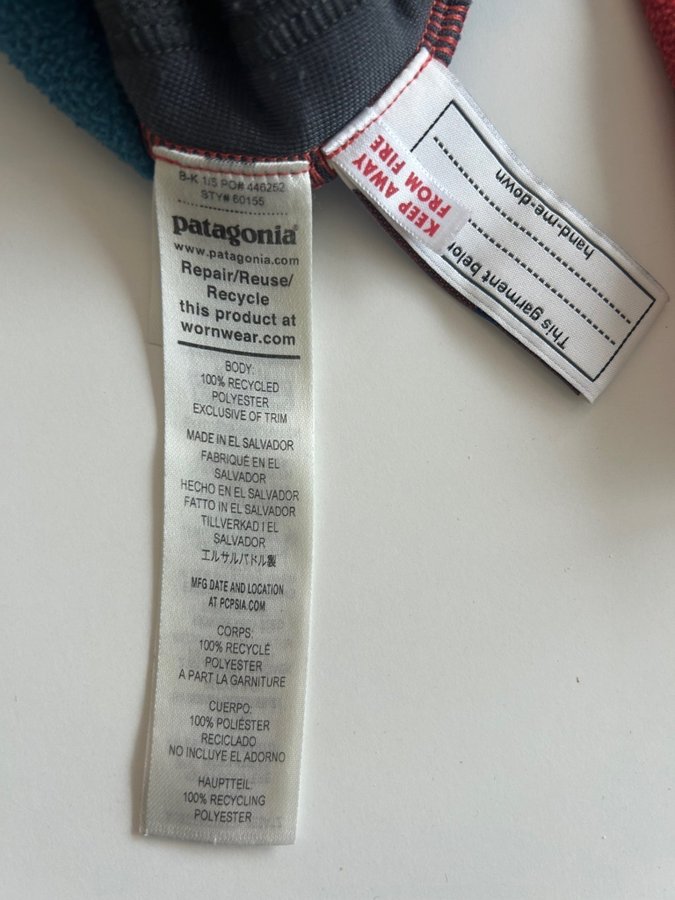 B-K 1/S PO# 446252
STY# 60155
patagonia®
www.patagonia.com
Repair/Reuse/
Recycle
this product at
wornwear.com
BODY:
100% RECYCLED
POLYESTER
EXCLUSIVE OF TRIM
MADE IN EL SALVADOR
FABRIQUÉ EN EL
SALVADOR
HECHO EN EL SALVADOR
FATTO IN EL SALVADOR
TILLVERKAD I EL
SALVADOR
エルサルバドル製
MFG DATE AND LOCATION
AT PCPSIA.COM
CORPS:
100% RECYCLÉ
POLYESTER
À PART LA GARNITURE
CUERPO:
100% POLIÉSTER
RECICLADO
NO INCLUYE EL ADORNO
HAUPTTEIL:
100% RECYCLING
POLYESTER
KEEP AWAY
FROM FIRE
This garment belon
hand-me-down